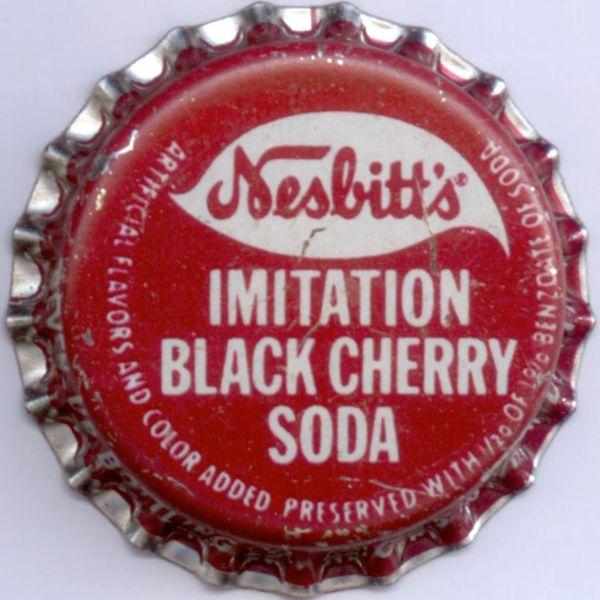 Nesbitt's®
IMITATION
BLACK CHERRY
SODA
ARTIFICIAL FLAVORS AND COLOR ADDED. PRESERVED WITH 1/20 OF 1% BENZOATE OF SODA